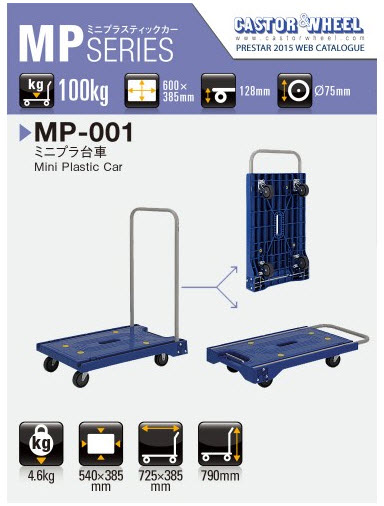 MP
ミニプラスティックカー
SERIES
CASTOR&WHEEL
www.castorwheel.com
PRESTAR 2015 WEB CATALOGUE
kg
100kg
600×
385mm
128mm
Ø75mm
MP-001
ミニプラ台車
Mini Plastic Car
kg
4.6kg
540×385
mm
725×385
mm
790mm